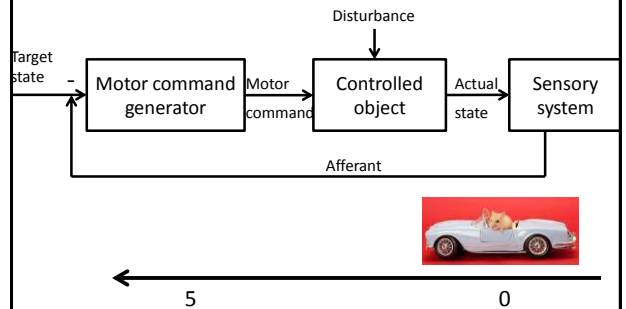 Disturbance
Target
state
-
Motor command
generator
Motor
command
Controlled
object
Actual
state
Sensory
system
Afferant
5 0